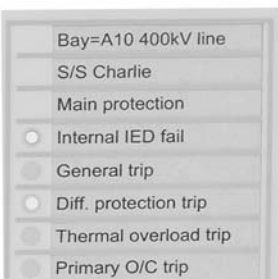 Bay=A10 400kV line
S/S Charlie
Main protection
Internal IED fail
General trip
Diff. protection trip
Thermal overload trip
Primary O/C trip